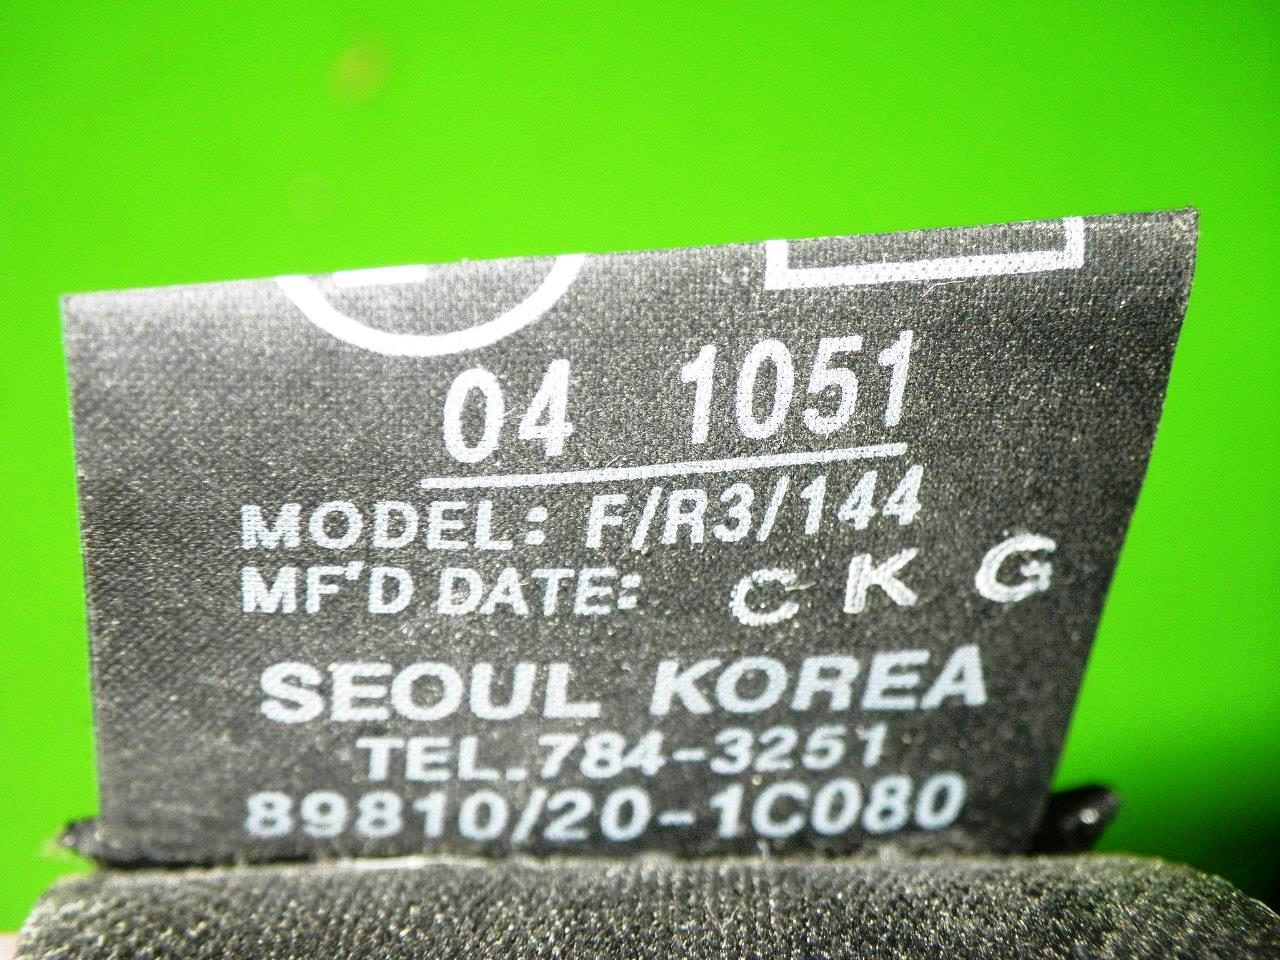 04 1051
MODEL: F/R3/144
MF'D DATE: C K G
SEOUL KOREA
TEL.784-3251
89810/20-1C080